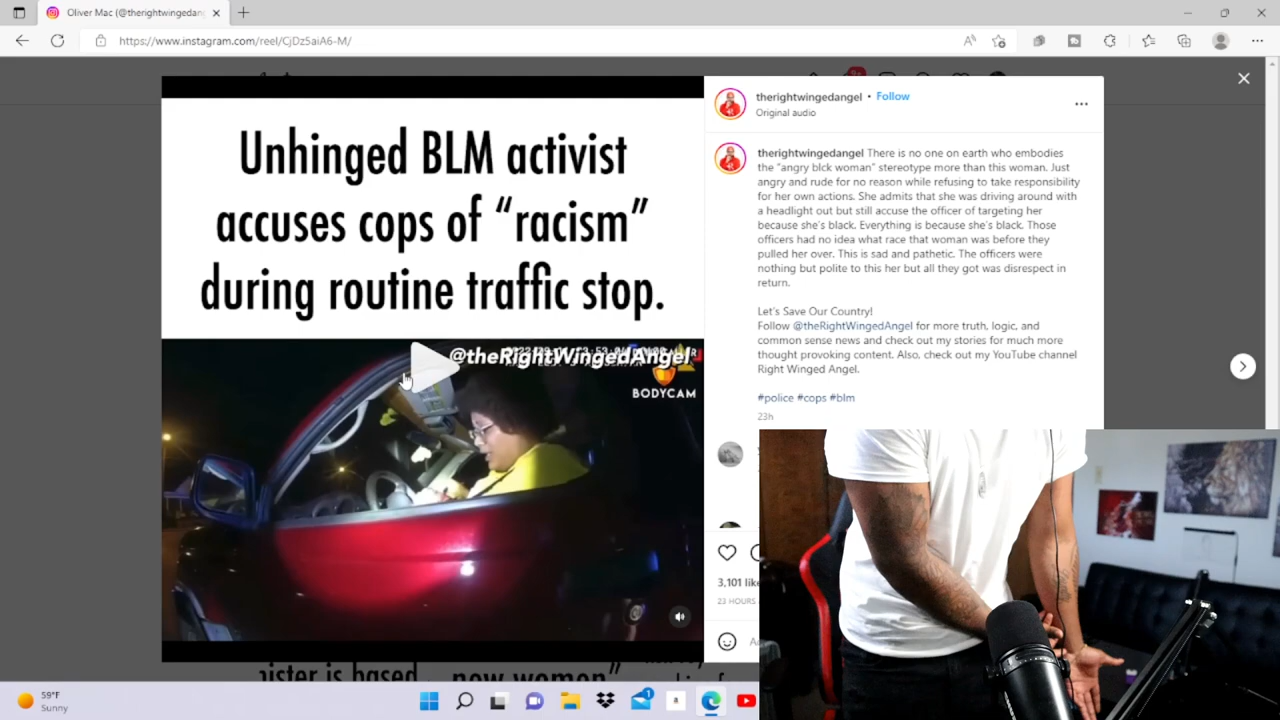 Oliver Mac (@therightwingedang
https://www.instagram.com/reel/CjDz5aiA6-M/
Unhinged BLM activist
accuses cops of “racism”
during routine traffic stop.
@theRightWingedAngel
BODYCAM
therightwingedangel • Follow
Original audio
therightwingedangel There is no one on earth who embodies
the “angry blck woman” stereotype more than this woman. Just
angry and rude for no reason while refusing to take responsibility
for her own actions. She admits that she was driving around with
a headlight out but still accuse the officer of targeting her
because she's black. Everything is because she's black. Those
officers had no idea what race that woman was before they
pulled her over. This is sad and pathetic. The officers were
nothing but polite to this her but all they got was disrespect in
return.
Let's Save Our Country!
Follow @theRightWingedAngel for more truth, logic, and
common sense news and check out my stories for much more
thought provoking content. Also, check out my YouTube channel
Right Winged Angel.
#police #cops #blm
23h
3,101 like
23 HOURS
59°F
Sunny